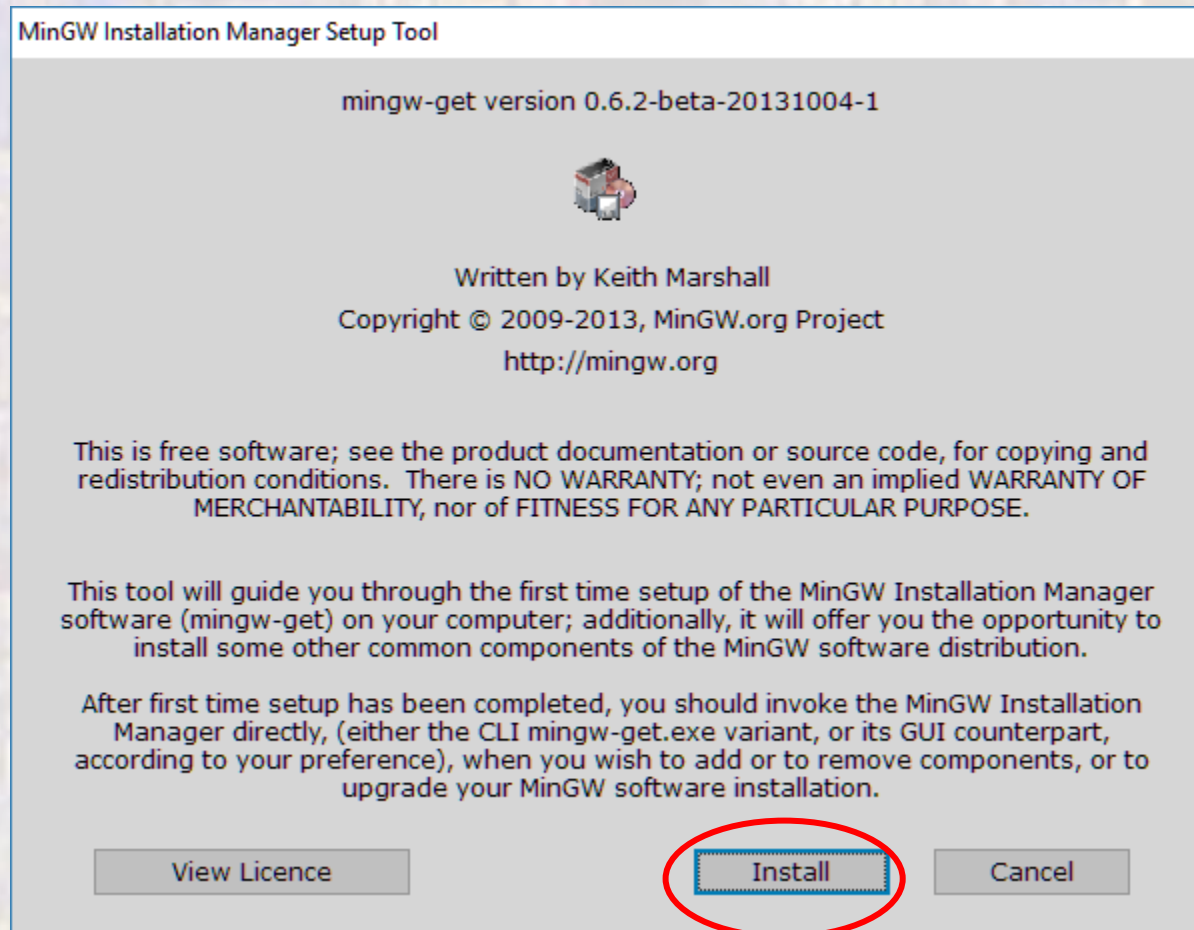 MinGW Installation Manager Setup Tool
mingw-get version 0.6.2-beta-20131004-1
Written by Keith Marshall
Copyright © 2009-2013, MinGW.org Project
http://mingw.org
This is free software; see the product documentation or source code, for copying and
redistribution conditions.  There is NO WARRANTY; not even an implied WARRANTY OF
MERCHANTABILITY, nor of FITNESS FOR ANY PARTICULAR PURPOSE.
This tool will guide you through the first time setup of the MinGW Installation Manager
software (mingw-get) on your computer; additionally, it will offer you the opportunity to
install some other common components of the MinGW software distribution.
After first time setup has been completed, you should invoke the MinGW Installation
Manager directly, (either the CLI mingw-get.exe variant, or its GUI counterpart,
according to your preference), when you wish to add or to remove components, or to
upgrade your MinGW software installation.
View Licence Install Cancel